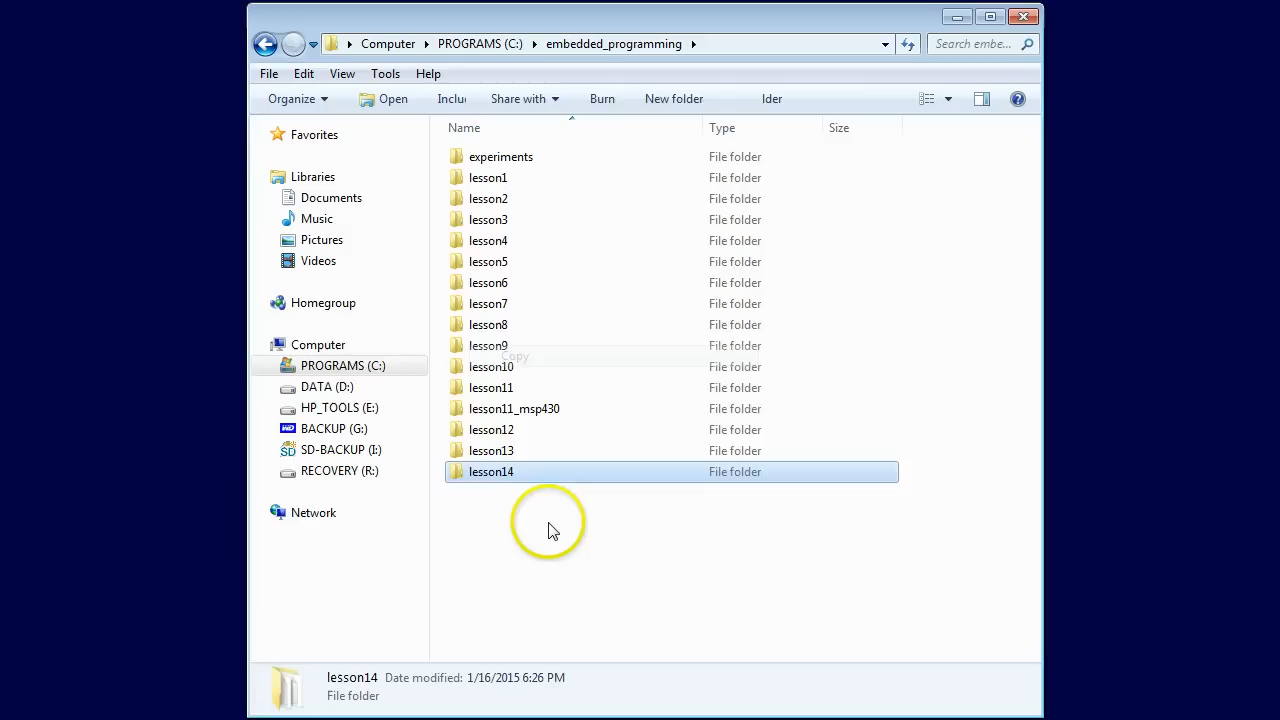 Computer PROGRAMS (C:) embedded_programming Search embe...
File Edit View Tools Help
Organize Open Inclu Share with Burn New folder lder
Name Type Size
Favorites
Libraries
Documents
Music
Pictures
Videos
Homegroup
Computer
PROGRAMS (C:)
DATA (D:)
HP_TOOLS (E:)
BACKUP (G:)
SD-BACKUP (I:)
RECOVERY (R:)
Network
experiments File folder
lesson1 File folder
lesson2 File folder
lesson3 File folder
lesson4 File folder
lesson5 File folder
lesson6 File folder
lesson7 File folder
lesson8 File folder
lesson9 File folder
Copy
lesson10 File folder
lesson11 File folder
lesson11_msp430 File folder
lesson12 File folder
lesson13 File folder
lesson14 File folder
lesson14 Date modified: 1/16/2015 6:26 PM
File folder